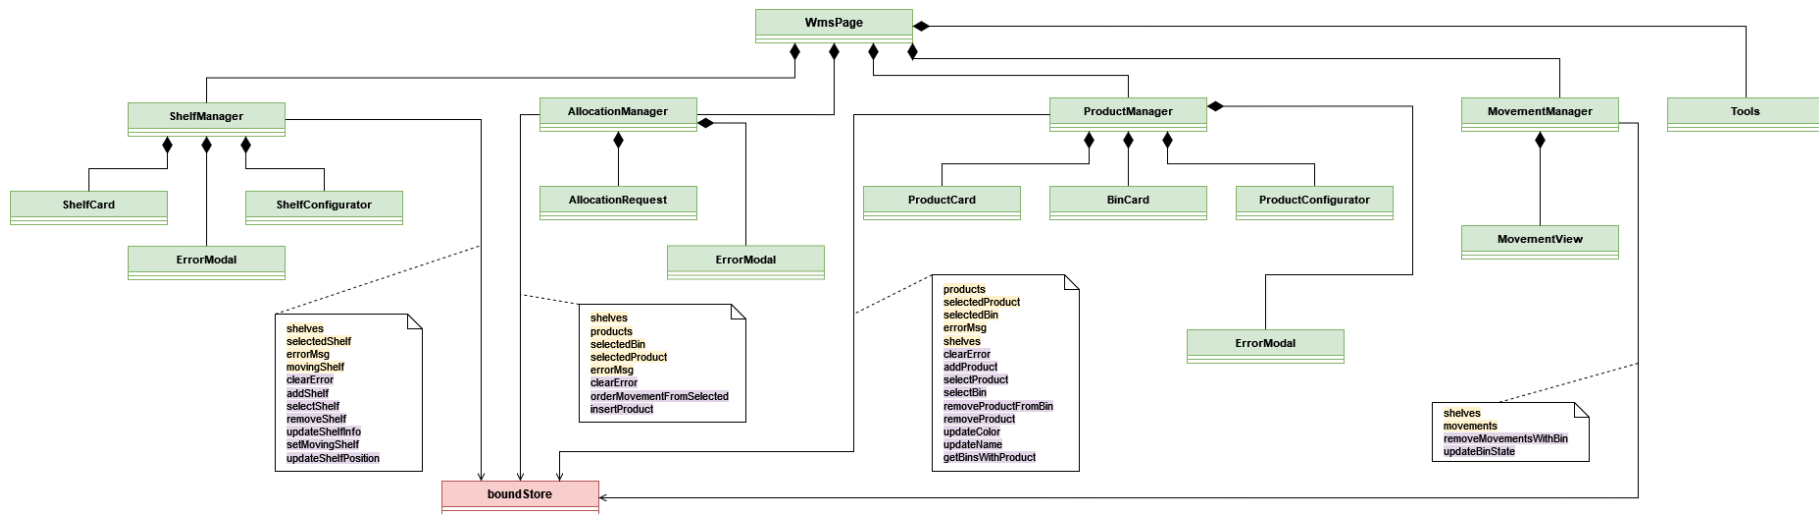 WmsPage
ShelfManager
AllocationManager
ProductManager
MovementManager
Tools
ShelfCard
ShelfConfigurator
AllocationRequest
ProductCard
BinCard
ProductConfigurator
MovementView
ErrorModal
ErrorModal
ErrorModal
shelves
selectedShelf
errorMsg
movingShelf
clearError
addShelf
selectShelf
removeShelf
updateShelfInfo
setMovingShelf
updateShelfPosition
shelves
products
selectedBin
selectedProduct
errorMsg
clearError
orderMovementFromSelected
insertProduct
products
selectedProduct
selectedBin
errorMsg
shelves
clearError
addProduct
selectProduct
selectBin
removeProductFromBin
removeProduct
updateColor
updateName
getBinsWithProduct
shelves
movements
removeMovementsWithBin
updateBinState
boundStore